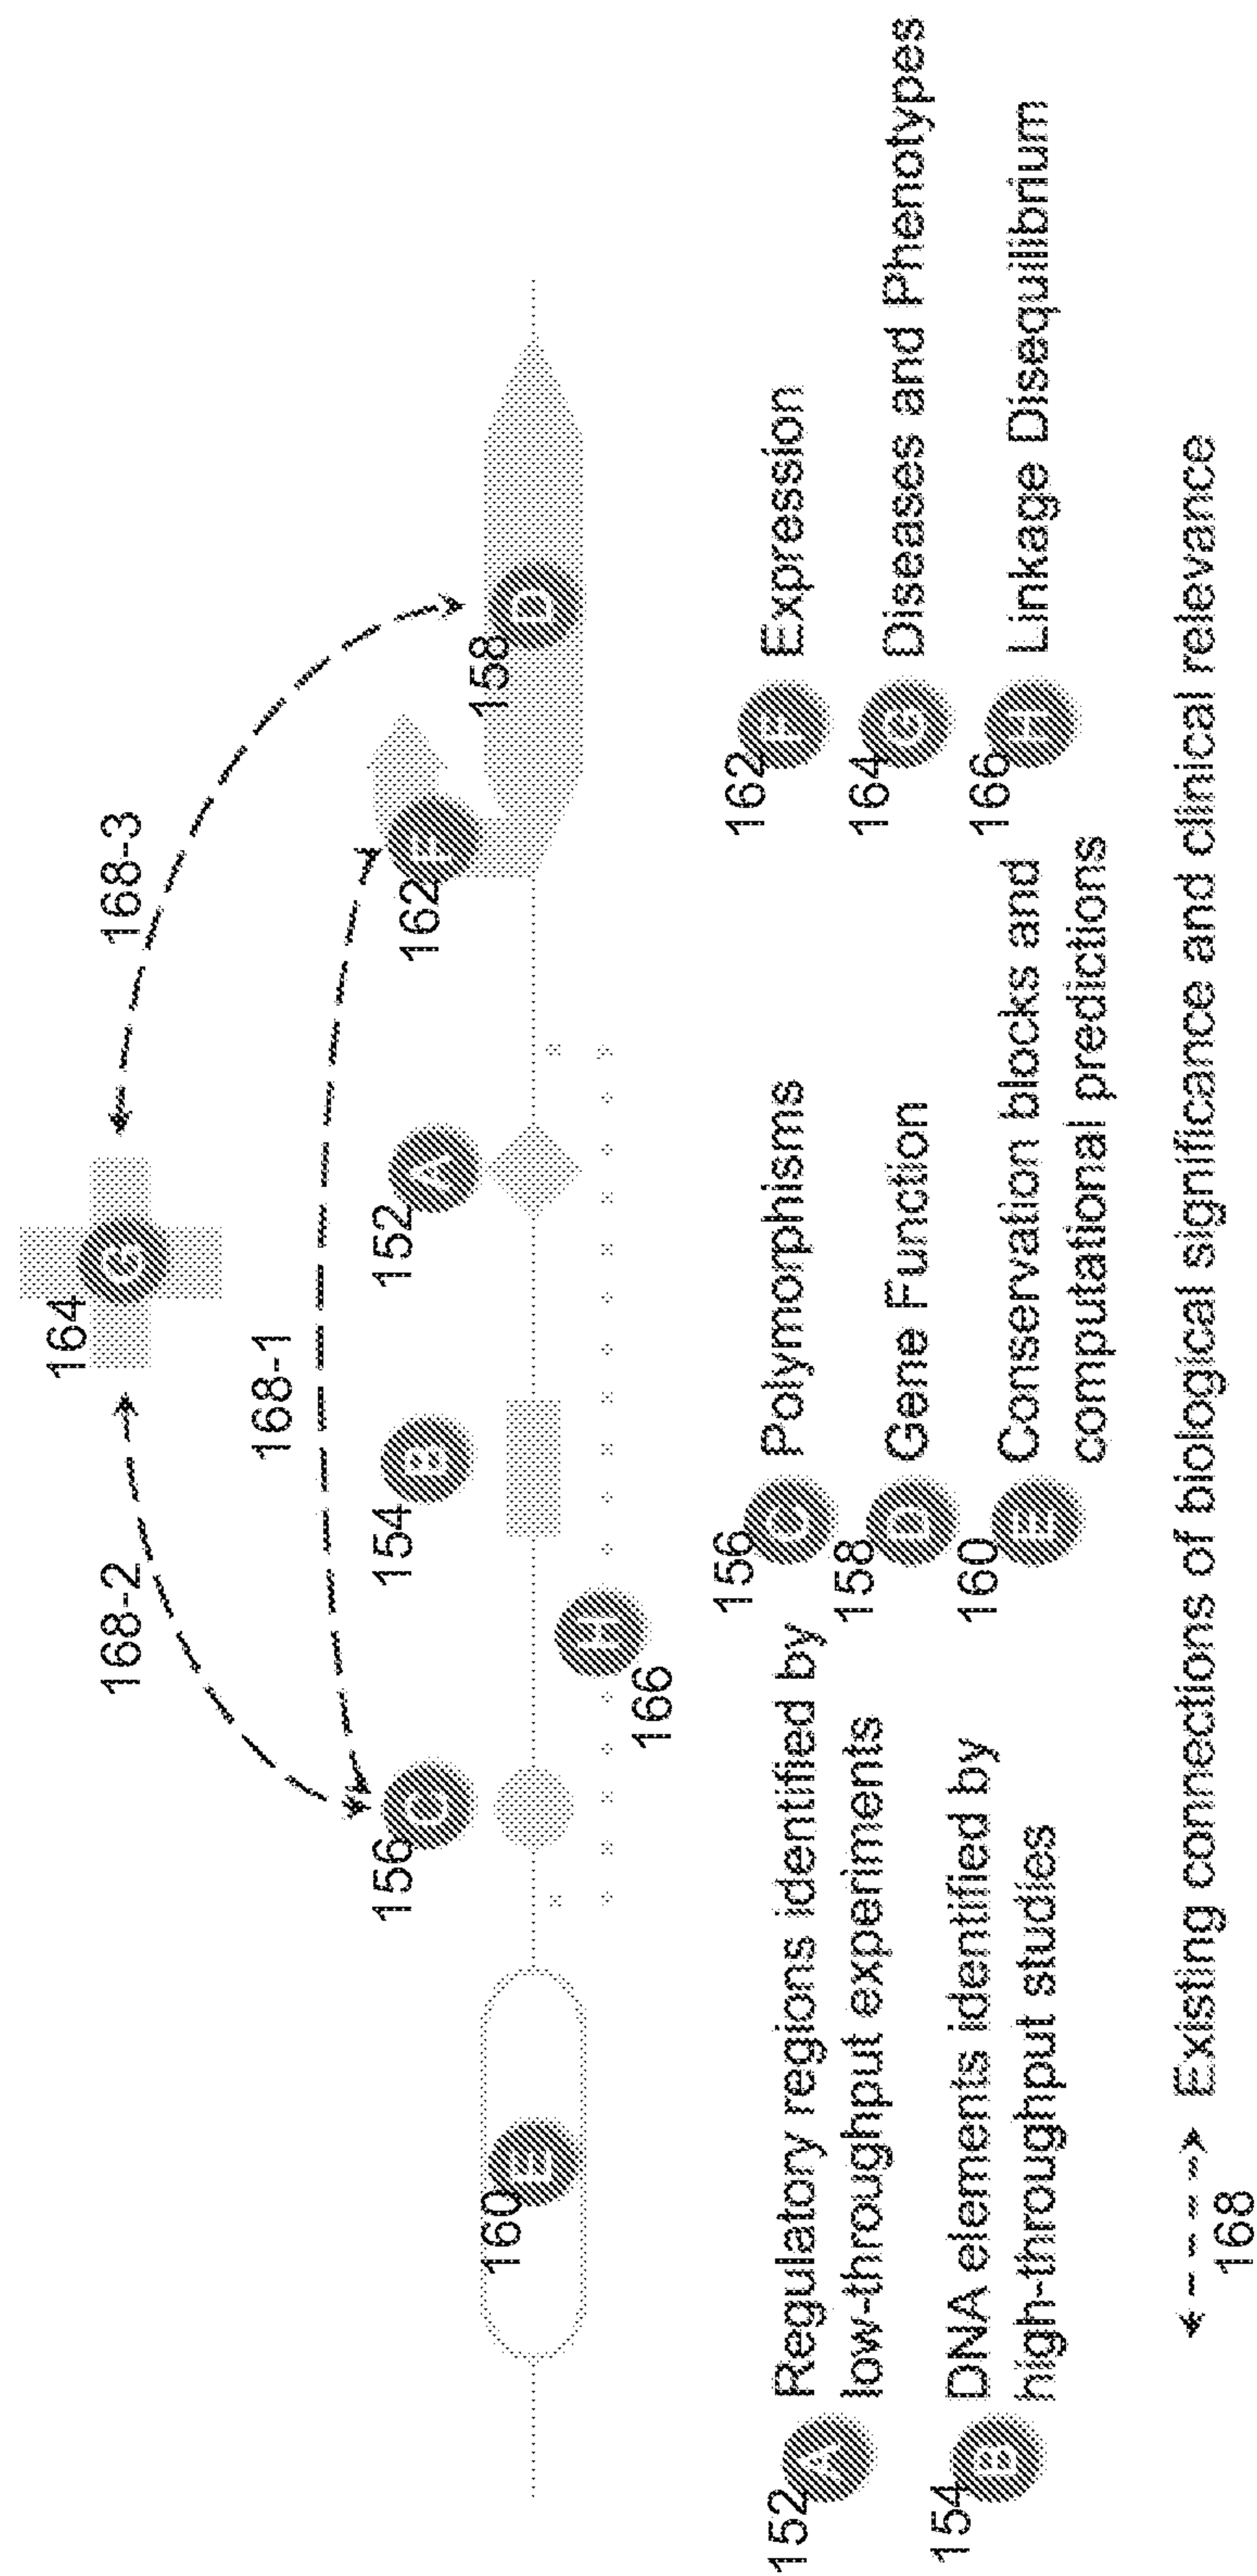 164
G
168-2
168-3
168-1
156
C
154
B
152
A
162
F
158
D
160
E
166
H
152
A
Regulatory regions identified by
low-throughput experiments
154
B
DNA elements identified by
high-throughput studies
156
C
Polymorphisms
158
D
Gene Function
160
E
Conservation blocks and
computational predictions
162
F
Expression
164
G
Diseases and Phenotypes
166
H
Linkage Disequilibrium
168
Existing connections of biological significance and clinical relevance